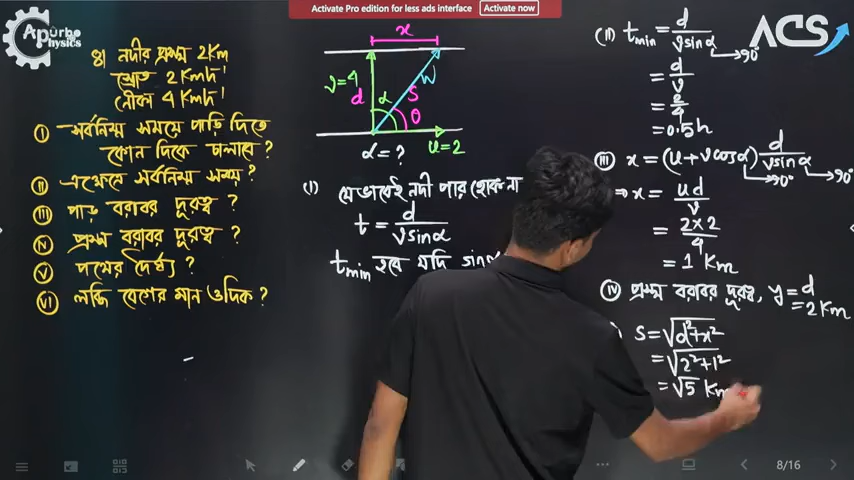 Activate Pro edition for less ads interface
Activate now
Apurbo
Physics
ACS
৪) নদীর প্রস্থ 2Km
স্রোত 2 Kmh⁻¹
নৌকা 4 Kmh⁻¹
I সর্বনিম্ন সময়ে পাড়ি দিতে
কোন দিকে চালাবে ?
II এক্ষেত্রে সর্বনিম্ন সময় ?
III পাড় বরাবর দূরত্ব ?
IV প্রস্থ বরাবর দূরত্ব ?
V পথের দৈর্ঘ্য ?
VI লব্ধি বেগের মান ও দিক ?
x
v=4
d
α
S
W
θ
u=2
α = ?
(I) যেভাবেই নদী পার হোক না
t = d/(v sinα)
t_min হবে যদি
(II) t_min = d/(v sinα) → 90°
= d/v
= 2/4
= 0.5h
III x = (u + v cosα) d/(v sinα) → 90° → 90°
⇒ x = ud/v
= (2×2)/4
= 1 Km
IV প্রস্থ বরাবর দূরত্ব, y = d
= 2 Km
S = √(d²+x²)
= √(2²+1²)
= √5 Km
8/16